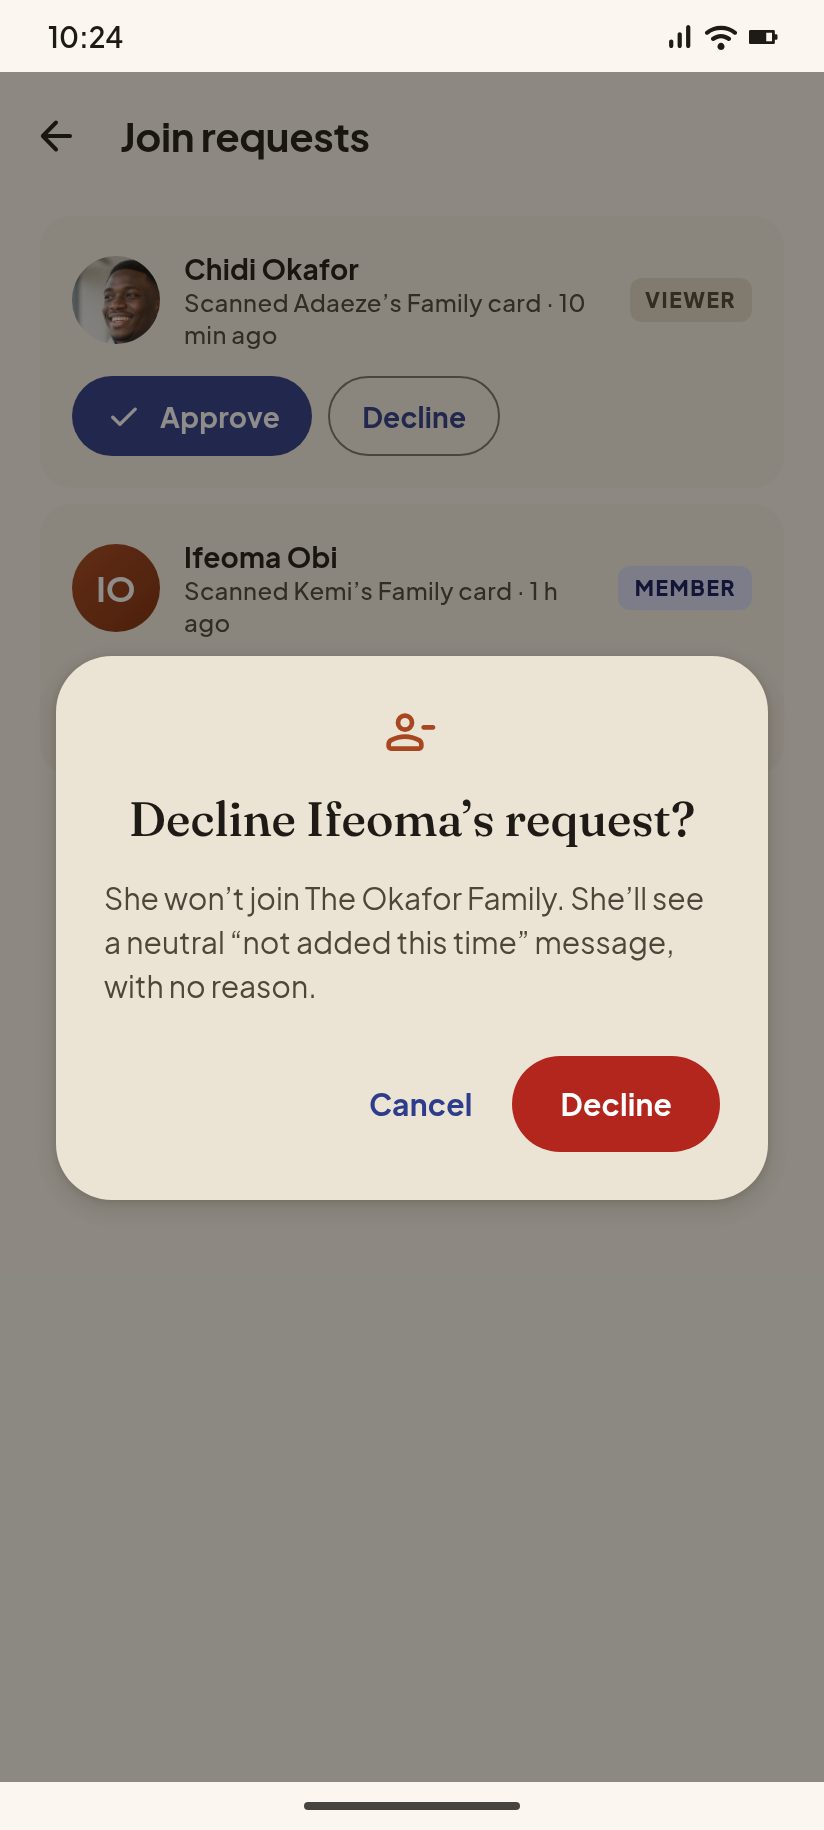 10:24
Join requests
Chidi Okafor
Scanned Adaeze’s Family card · 10
min ago
VIEWER
Approve
Decline
IO
Ifeoma Obi
Scanned Kemi’s Family card · 1 h
ago
MEMBER
Decline Ifeoma’s request?
She won’t join The Okafor Family. She’ll see
a neutral “not added this time” message,
with no reason.
Cancel
Decline